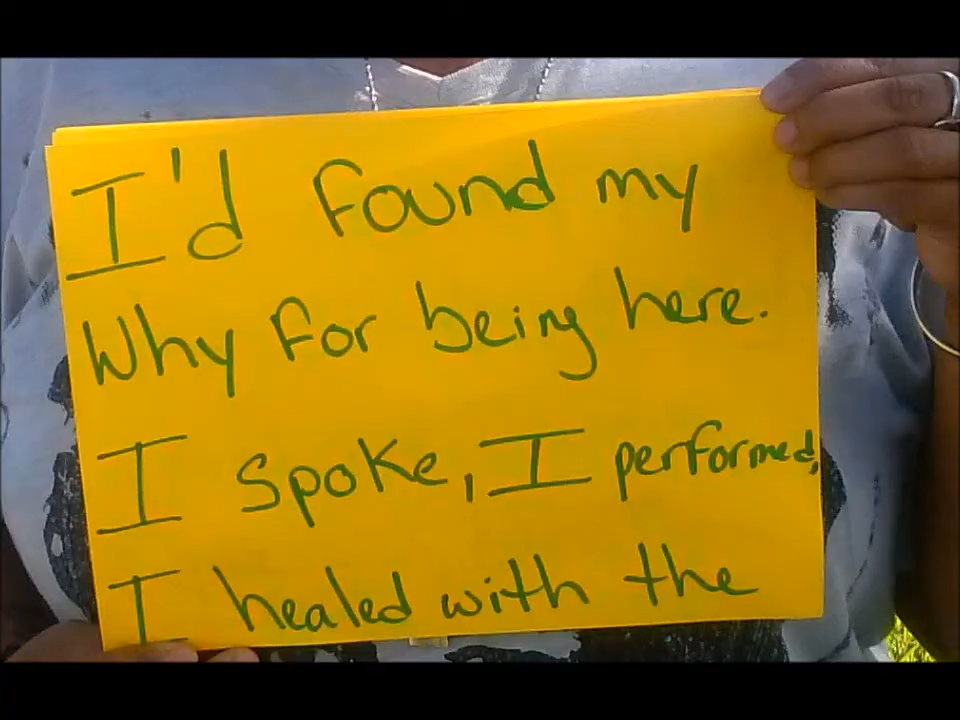 I'd found my
Why for being here.
I spoke, I performed,
I healed with the